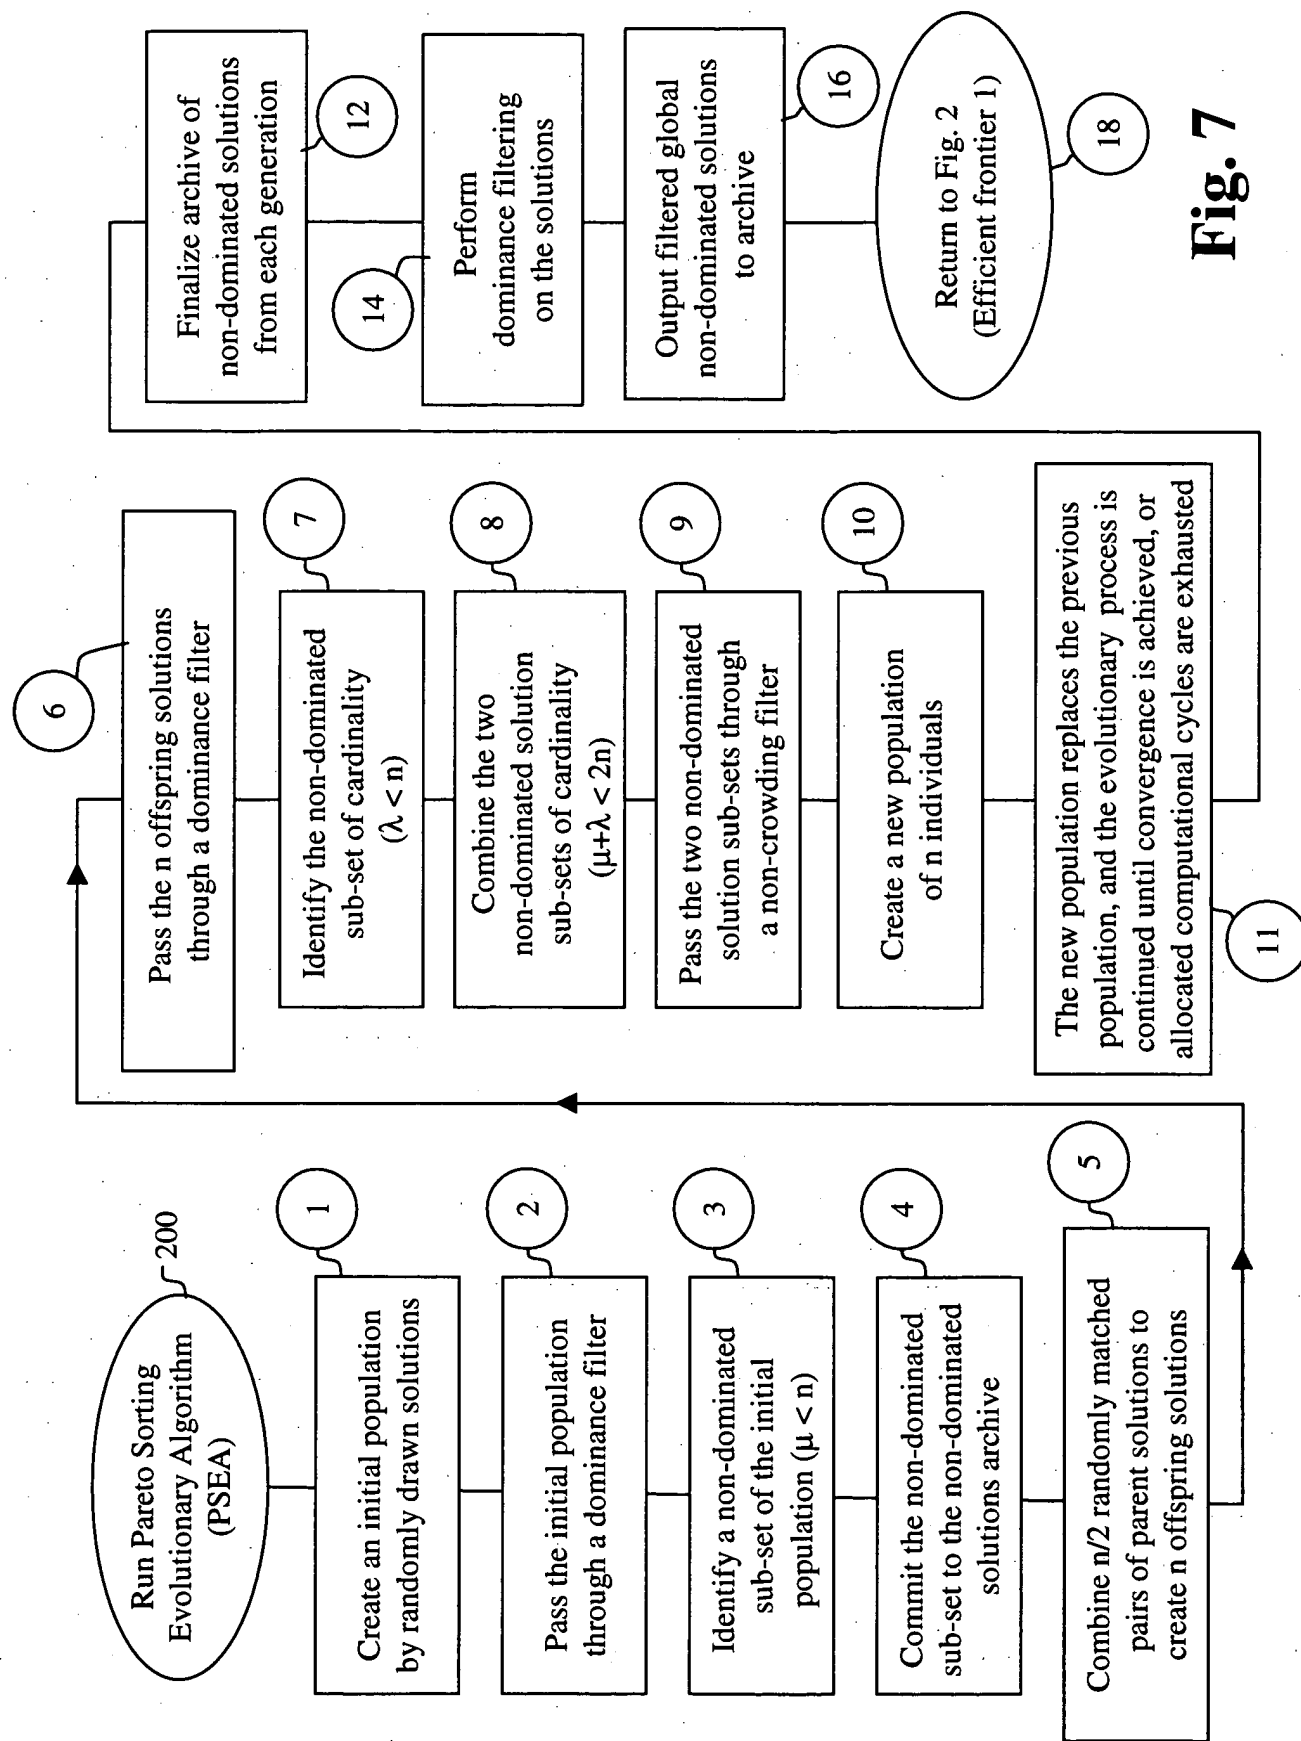 Run Pareto Sorting
Evolutionary Algorithm
(PSEA)
200
Create an initial population
by randomly drawn solutions
1
Pass the initial population
through a dominance filter
2
Identify a non-dominated
sub-set of the initial
population (μ < n)
3
Commit the non-dominated
sub-set to the non-dominated
solutions archive
4
Combine n/2 randomly matched
pairs of parent solutions to
create n offspring solutions
5
Pass the n offspring solutions
through a dominance filter
6
Identify the non-dominated
sub-set of cardinality
(λ < n)
7
Combine the two
non-dominated solution
sub-sets of cardinality
(μ+λ < 2n)
8
Pass the two non-dominated
solution sub-sets through
a non-crowding filter
9
Create a new population
of n individuals
10
The new population replaces the previous
population, and the evolutionary process is
continued until convergence is achieved, or
allocated computational cycles are exhausted
11
Finalize archive of
non-dominated solutions
from each generation
12
Perform
dominance filtering
on the solutions
14
Output filtered global
non-dominated solutions
to archive
16
Return to Fig. 2
(Efficient frontier 1)
18
Fig. 7